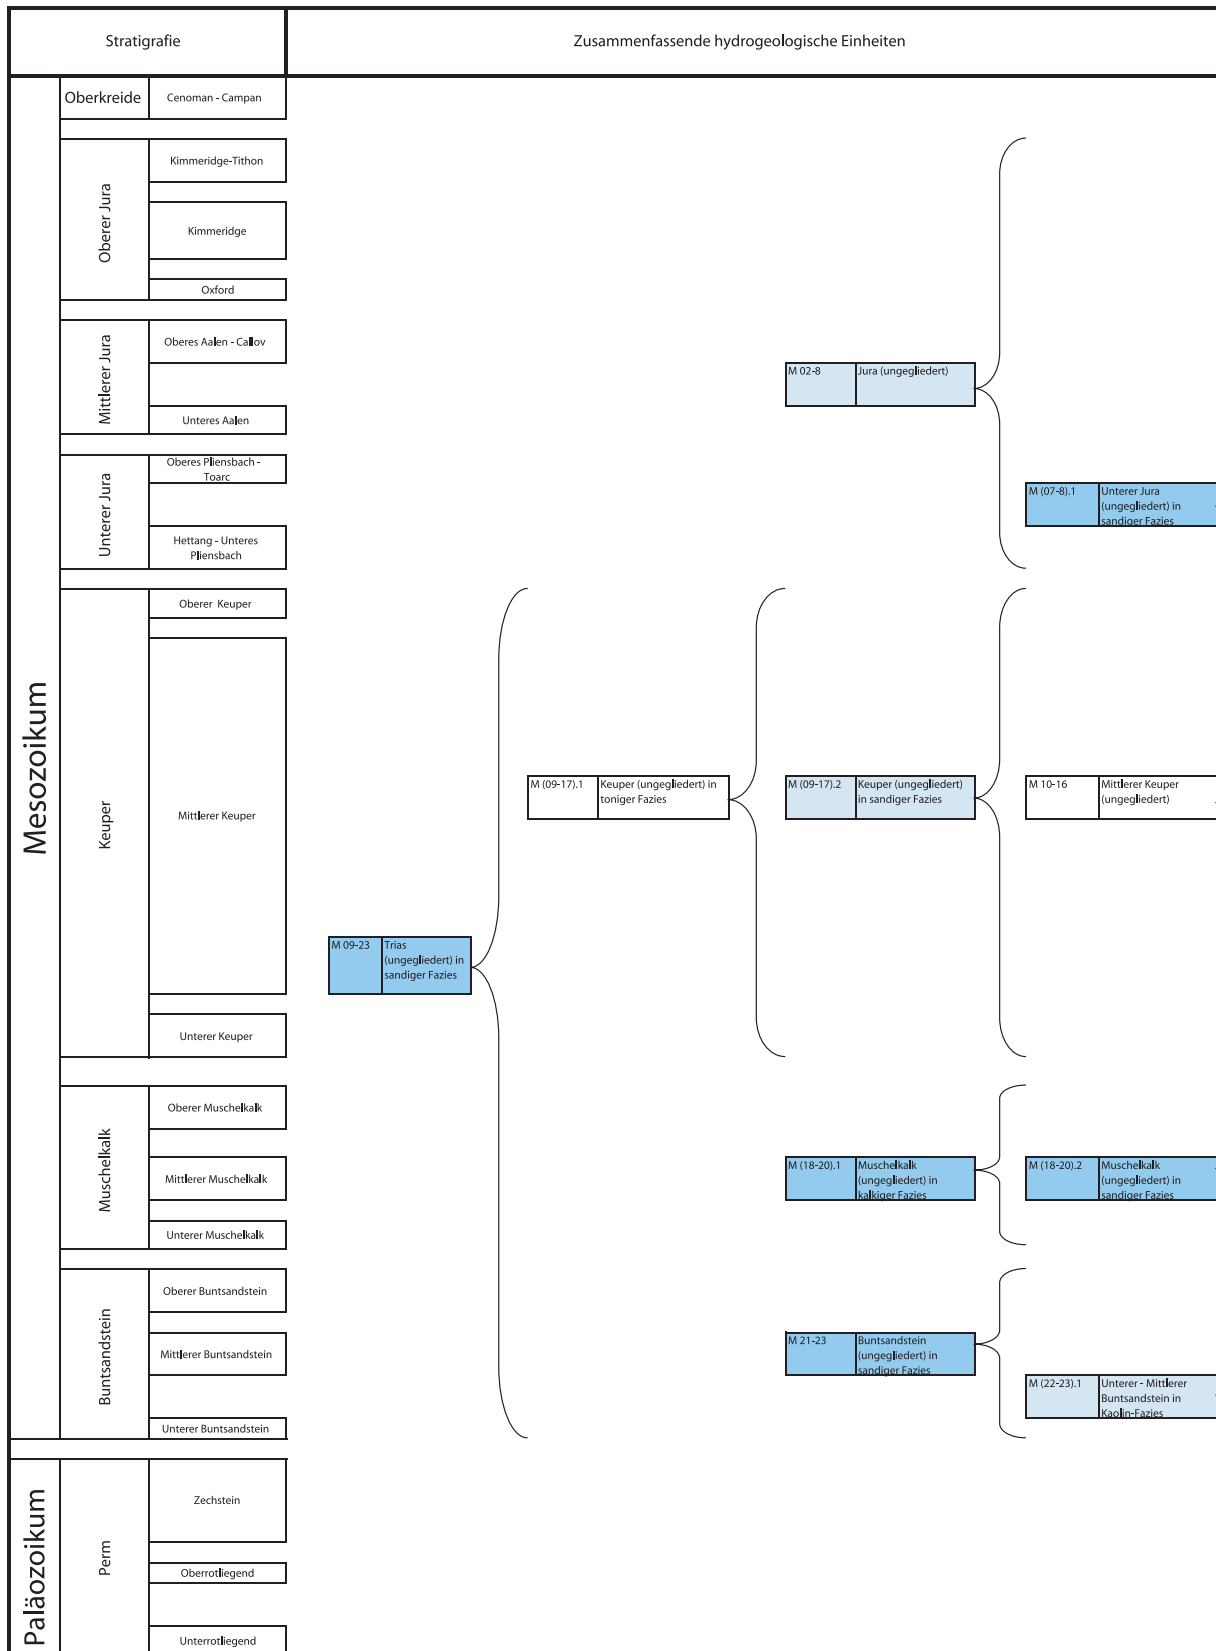 Stratigrafie
Zusammenfassende hydrogeologische Einheiten
Mesozoikum
Oberkreide
Cenoman - Campan
Oberer Jura
Kimmeridge-Tithon
Kimmeridge
Oxford
Mittlerer Jura
Oberes Aalen - Callov
Unteres Aalen
M 02-8
Jura (ungegliedert)
Unterer Jura
Oberes Pliensbach -
Toarc
Hettang - Unteres
Pliensbach
M (07-8).1
Unterer Jura
(ungegliedert) in
sandiger Fazies
Keuper
Oberer Keuper
Mittlerer Keuper
Unterer Keuper
M 09-23
Trias
(ungegliedert) in
sandiger Fazies
M (09-17).1
Keuper (ungegliedert) in
toniger Fazies
M (09-17).2
Keuper (ungegliedert)
in sandiger Fazies
M 10-16
Mittlerer Keuper
(ungegliedert)
Muschelkalk
Oberer Muschelkalk
Mittlerer Muschelkalk
Unterer Muschelkalk
M (18-20).1
Muschelkalk
(ungegliedert) in
kalkiger Fazies
M (18-20).2
Muschelkalk
(ungegliedert) in
sandiger Fazies
Buntsandstein
Oberer Buntsandstein
Mittlerer Buntsandstein
Unterer Buntsandstein
M 21-23
Buntsandstein
(ungegliedert) in
sandiger Fazies
M (22-23).1
Unterer - Mittlerer
Buntsandstein in
Kaolin-Fazies
Paläozoikum
Perm
Zechstein
Oberrotliegend
Unterrotliegend